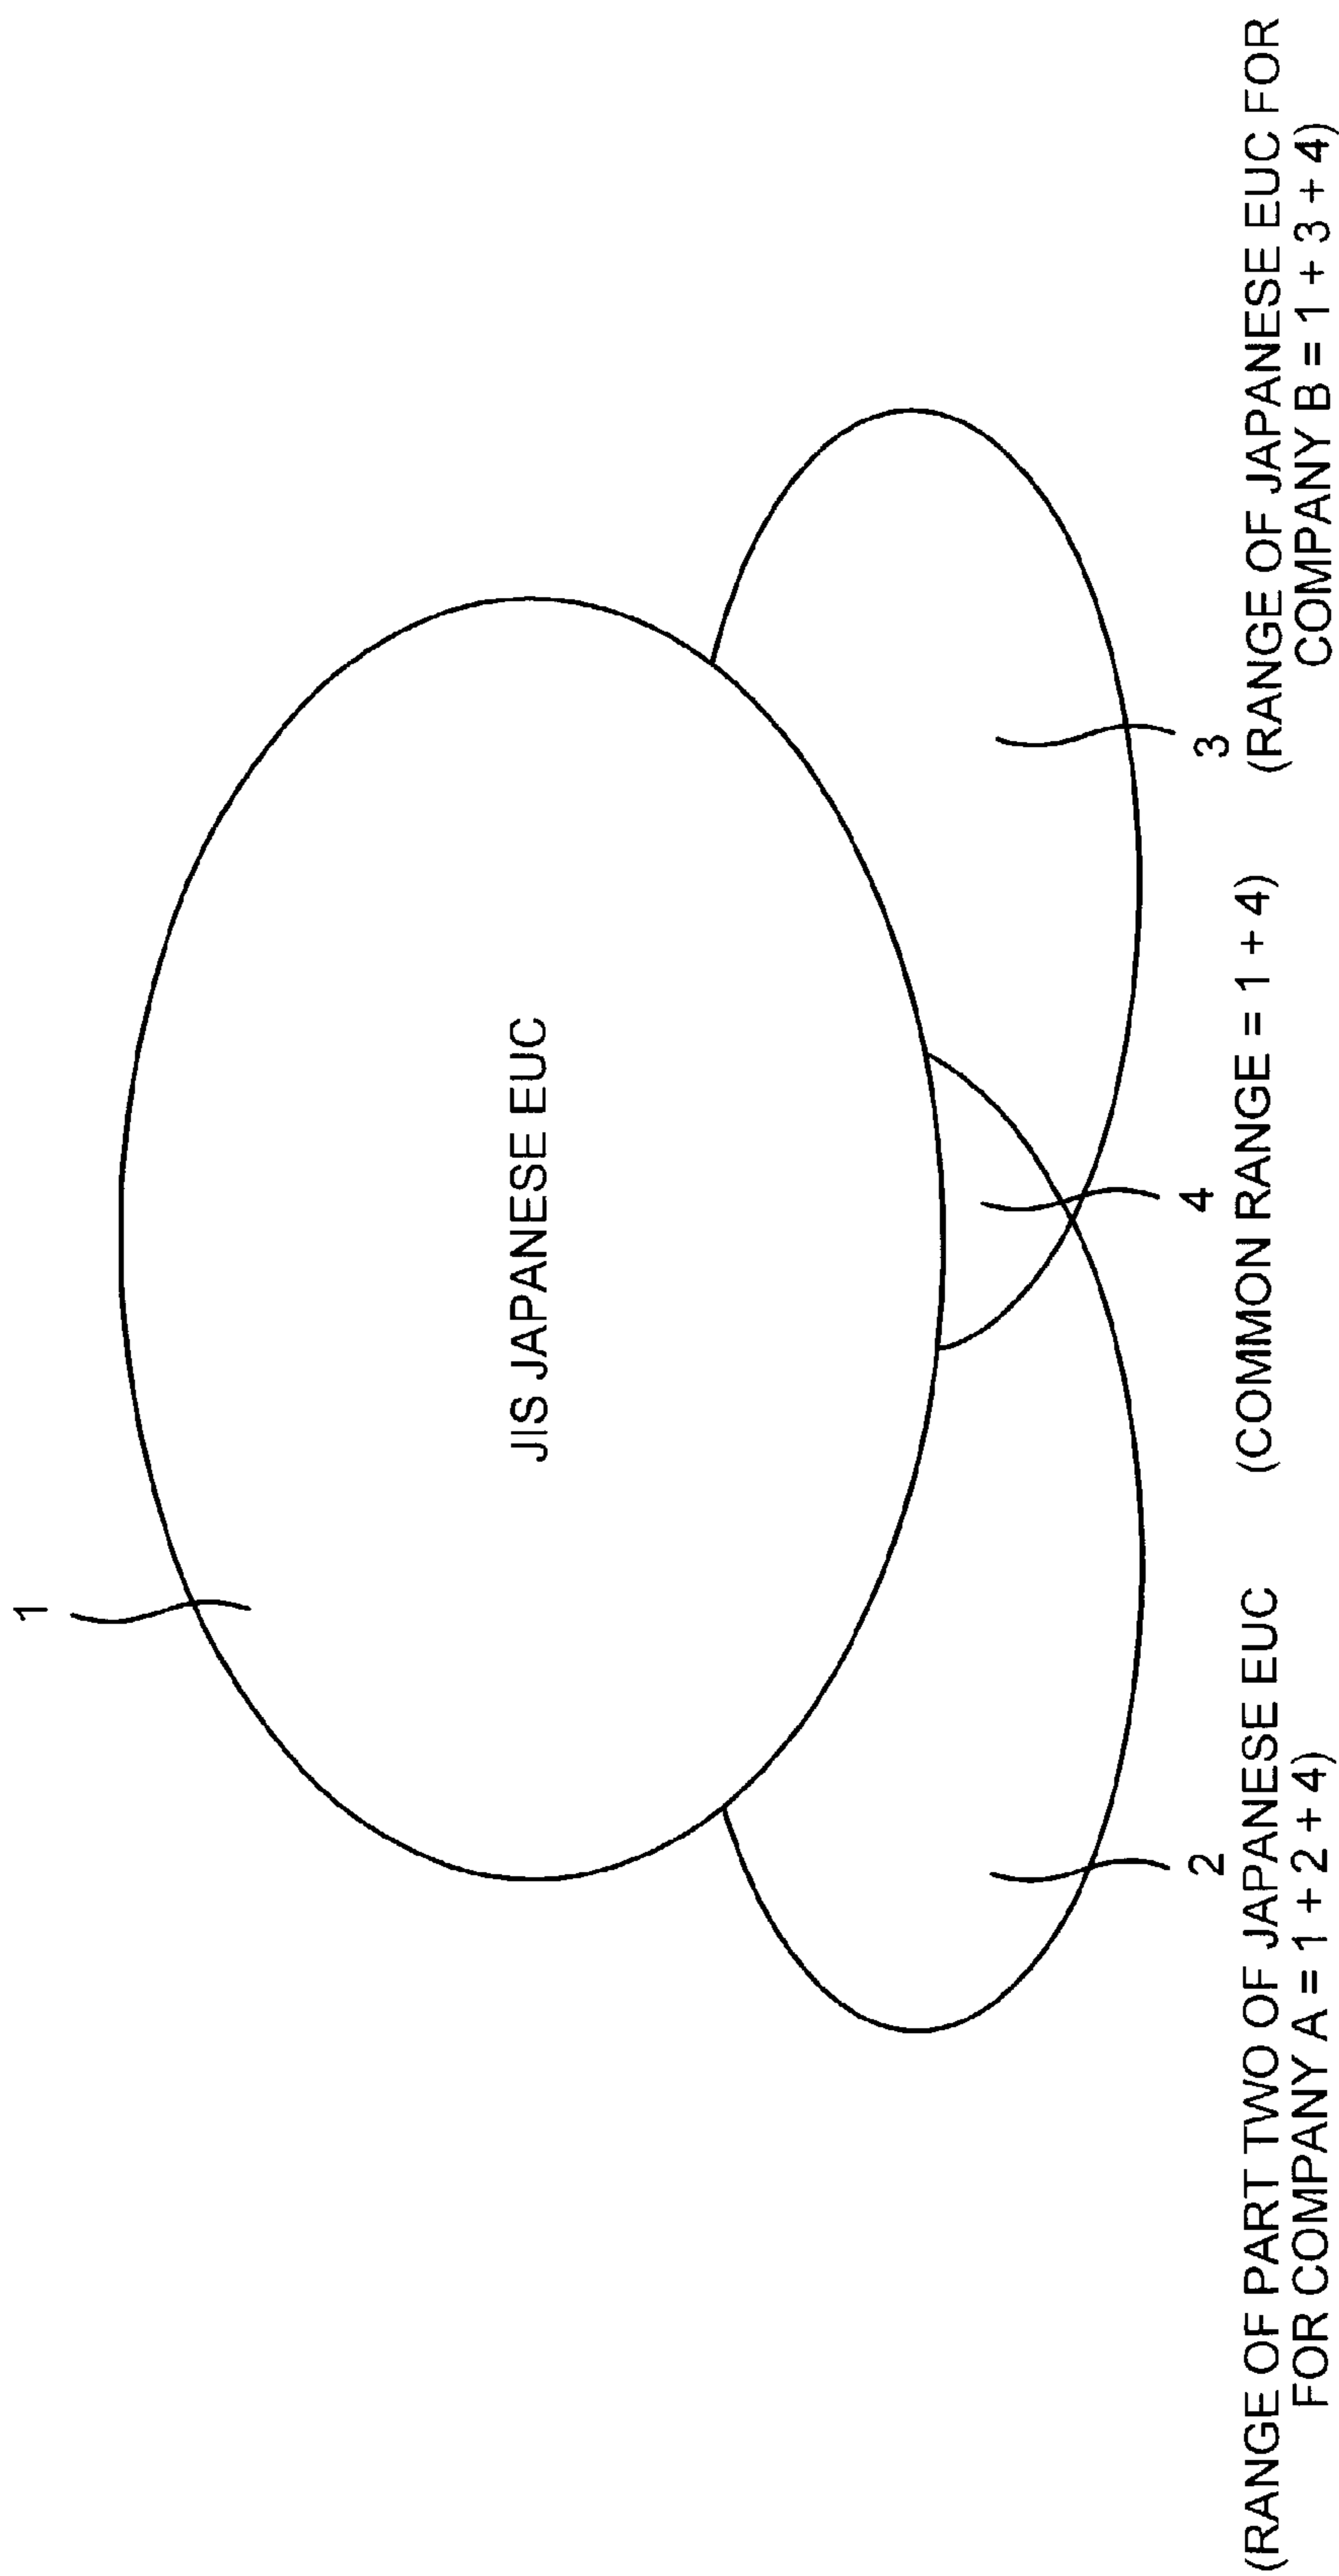 1
JIS JAPANESE EUC
2
4
3
(RANGE OF PART TWO OF JAPANESE EUC
FOR COMPANY A = 1 + 2 + 4)
(COMMON RANGE = 1 + 4)
(RANGE OF JAPANESE EUC FOR
COMPANY B = 1 + 3 + 4)